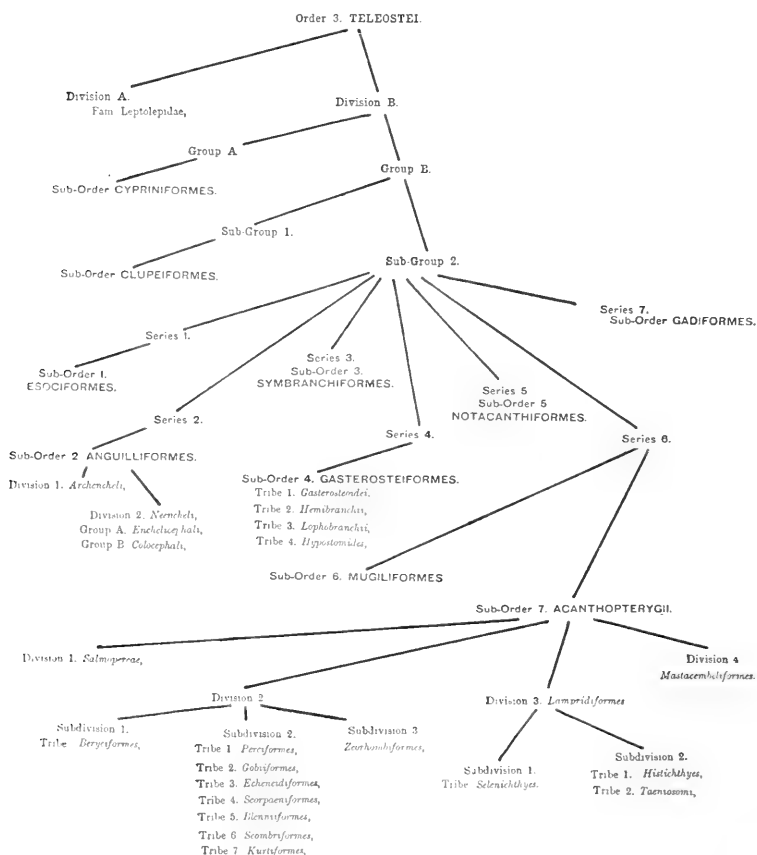 Order 3. TELEOSTEI.
Division A.
Fam Leptolepidae,
Division B.
Group A
Sub-Order CYPRINIFORMES.
Group B.
Sub-Group 1.
Sub-Order CLUPEIFORMES.
Sub-Group 2.
Series 7.
Sub-Order GADIFORMES.
Series 1.
Sub-Order 1.
ESOCIFORMES.
Series 3.
Sub-Order 3.
SYMBRANCHIFORMES.
Series 5
Sub-Order 5
NOTACANTHIFORMES.
Series 2.
Series 4.
Series 6.
Sub-Order 2 ANGUILLIFORMES.
Division 1. Archencheli,
Division 2. Neencheli,
Group A. Enchelicephali,
Group B Colocephali,
Sub-Order 4. GASTEROSTEIFORMES.
Tribe 1. Gasterosteoidei.
Tribe 2. Hemibranchii,
Tribe 3. Lophobranchii,
Tribe 4. Hypostomides,
Sub-Order 6. MUGILIFORMES
Sub-Order 7. ACANTHOPTERYGII.
Division 1. Salmopercae,
Division 4
Mastacembeliformes.
Division 2
Division 3. Lampridiformes
Subdivision 1.
Tribe Beryciformes,
Subdivision 2.
Tribe 1 Perciformes,
Tribe 2. Gobiiformes,
Tribe 3 Echeneidiformes,
Tribe 4. Scorpaeniformes,
Tribe 5. Blenniiformes,
Tribe 6 Scombriformes,
Tribe 7 Kurtiformes,
Subdivision 3
Zeorhombiformes,
Subdivision 1.
Tribe Selenichthyes.
Subdivision 2.
Tribe 1. Histichthyes,
Tribe 2. Taeniosomi,